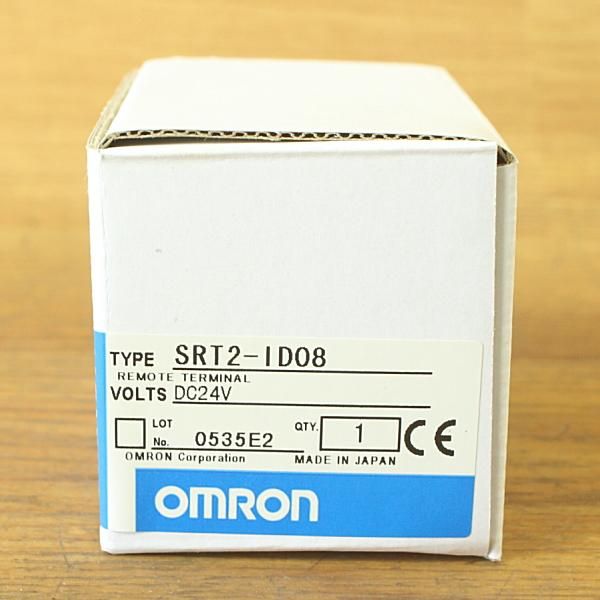 TYPE SRT2-ID08
REMOTE TERMINAL
VOLTS DC24V
LOT No. 0535E2 QTY. 1 CE
OMRON Corporation MADE IN JAPAN
OMRON